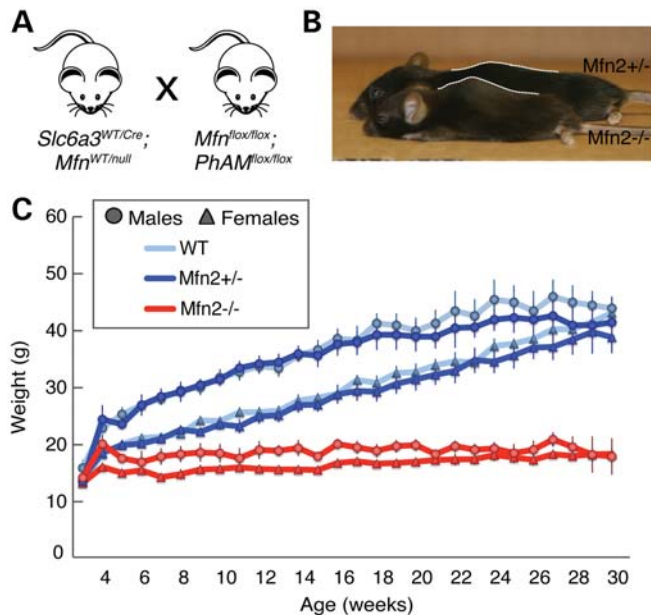 A
X
Slc6a3WT/Cre;
MfnWT/null
Mfnflox/flox;
PhAMflox/flox
B
Mfn2+/-
Mfn2-/-
C
Males Females
WT
Mfn2+/-
Mfn2-/-
60
50
40
30
20
10
0
Weight (g)
4 6 8 10 12 14 16 18 20 22 24 26 28 30
Age (weeks)